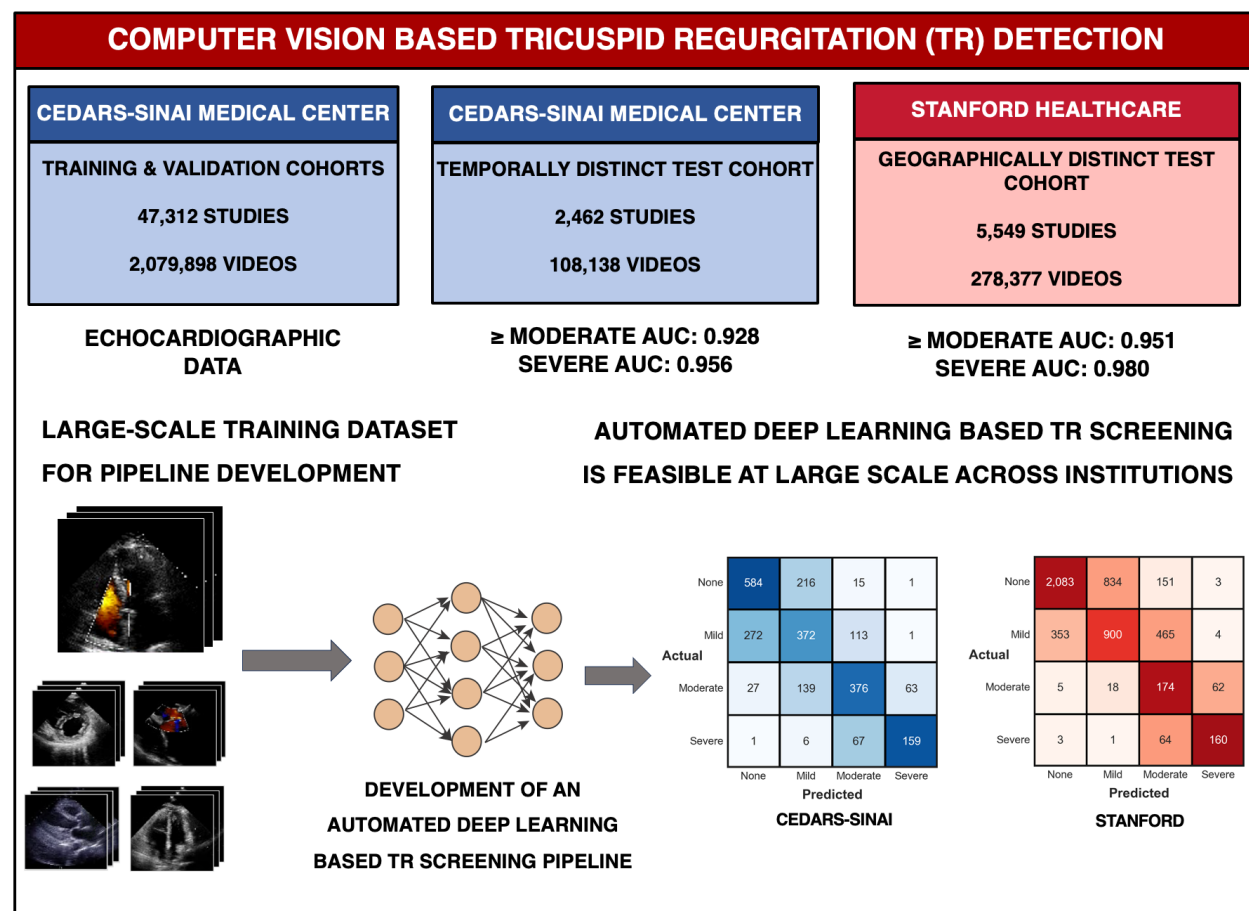 COMPUTER VISION BASED TRICUSPID REGURGITATION (TR) DETECTION
CEDARS-SINAI MEDICAL CENTER
TRAINING & VALIDATION COHORTS
47,312 STUDIES
2,079,898 VIDEOS
ECHOCARDIOGRAPHIC
DATA
CEDARS-SINAI MEDICAL CENTER
TEMPORALLY DISTINCT TEST COHORT
2,462 STUDIES
108,138 VIDEOS
≥ MODERATE AUC: 0.928
SEVERE AUC: 0.956
STANFORD HEALTHCARE
GEOGRAPHICALLY DISTINCT TEST
COHORT
5,549 STUDIES
278,377 VIDEOS
≥ MODERATE AUC: 0.951
SEVERE AUC: 0.980
LARGE-SCALE TRAINING DATASET
FOR PIPELINE DEVELOPMENT
AUTOMATED DEEP LEARNING BASED TR SCREENING
IS FEASIBLE AT LARGE SCALE ACROSS INSTITUTIONS
DEVELOPMENT OF AN
AUTOMATED DEEP LEARNING
BASED TR SCREENING PIPELINE
None 584 216 15 1
Mild 272 372 113 1
Actual
Moderate 27 139 376 63
Severe 1 6 67 159
None Mild Moderate Severe
Predicted
CEDARS-SINAI
None 2,083 834 151 3
Mild 353 900 465 4
Actual
Moderate 5 18 174 62
Severe 3 1 64 160
None Mild Moderate Severe
Predicted
STANFORD